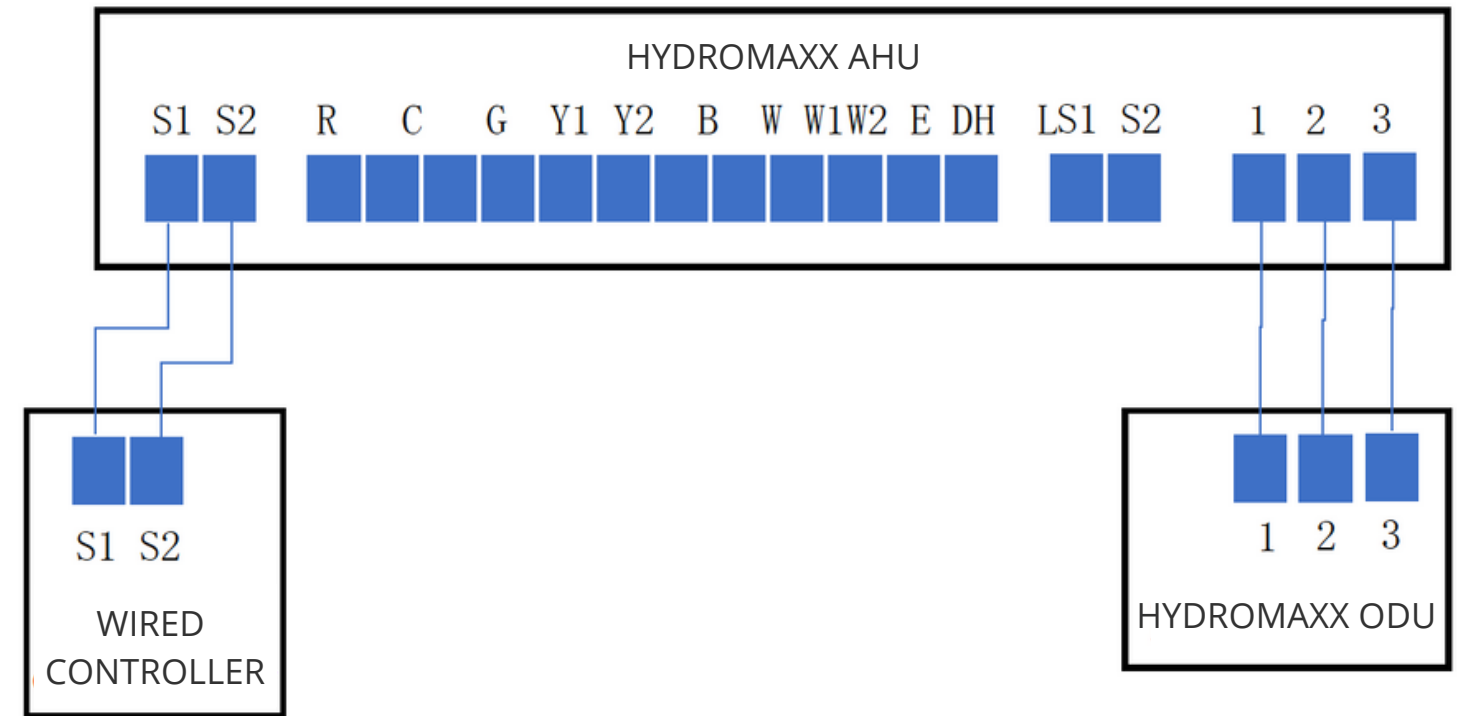 HYDROMAXX AHU
S1 S2 R C G Y1 Y2 B W W1W2 E DH LS1 S2 1 2 3
S1 S2
WIRED
CONTROLLER
1 2 3
HYDROMAXX ODU